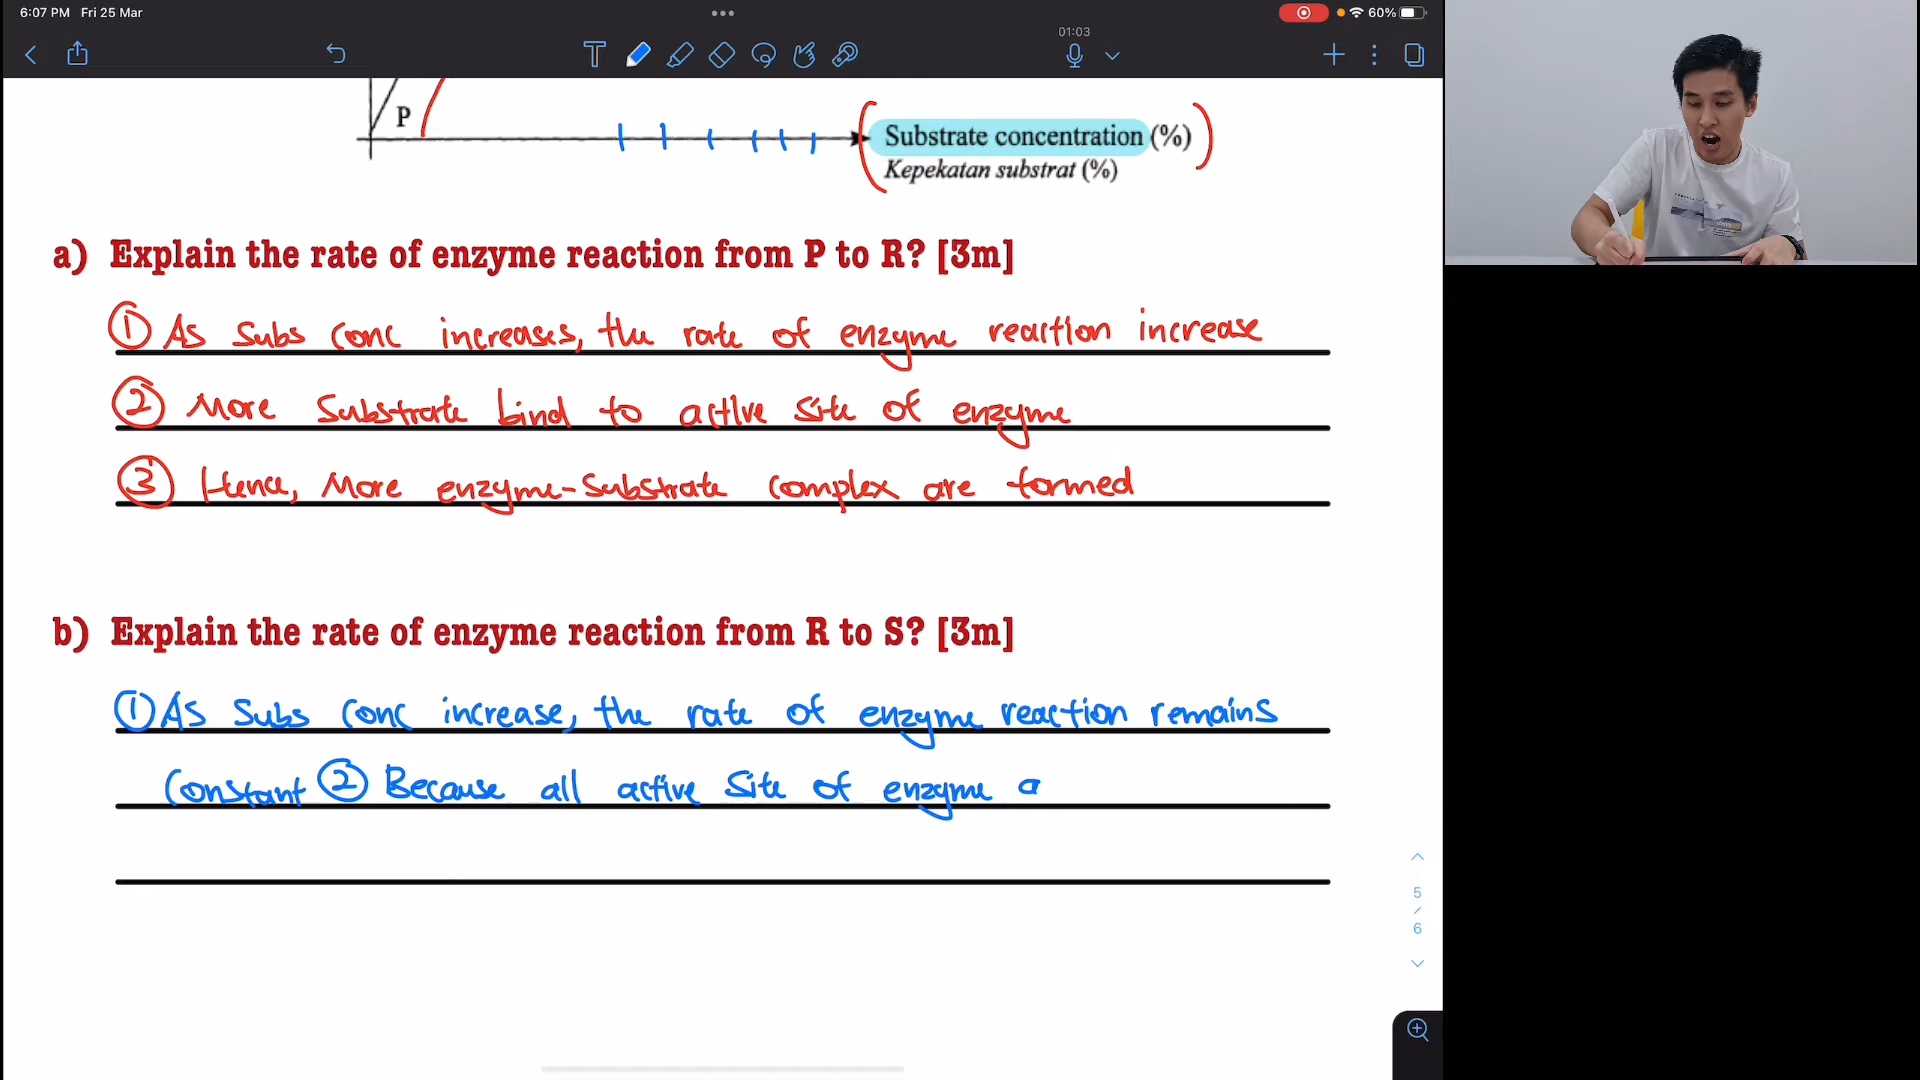 6:07 PM Fri 25 Mar
60%
01:03
T
P
Substrate concentration (%)
Kepekatan substrat (%)
a) Explain the rate of enzyme reaction from P to R? [3m]
① As Subs Conc increases, the rate of enzyme reaction increase
② More Substrate bind to active site of enzyme
③ Hence, More enzyme-Substrate complex are formed
b) Explain the rate of enzyme reaction from R to S? [3m]
① As Subs Conc increase, the rate of enzyme reaction remains
Constant ② Because all active site of enzyme a
5
/
6